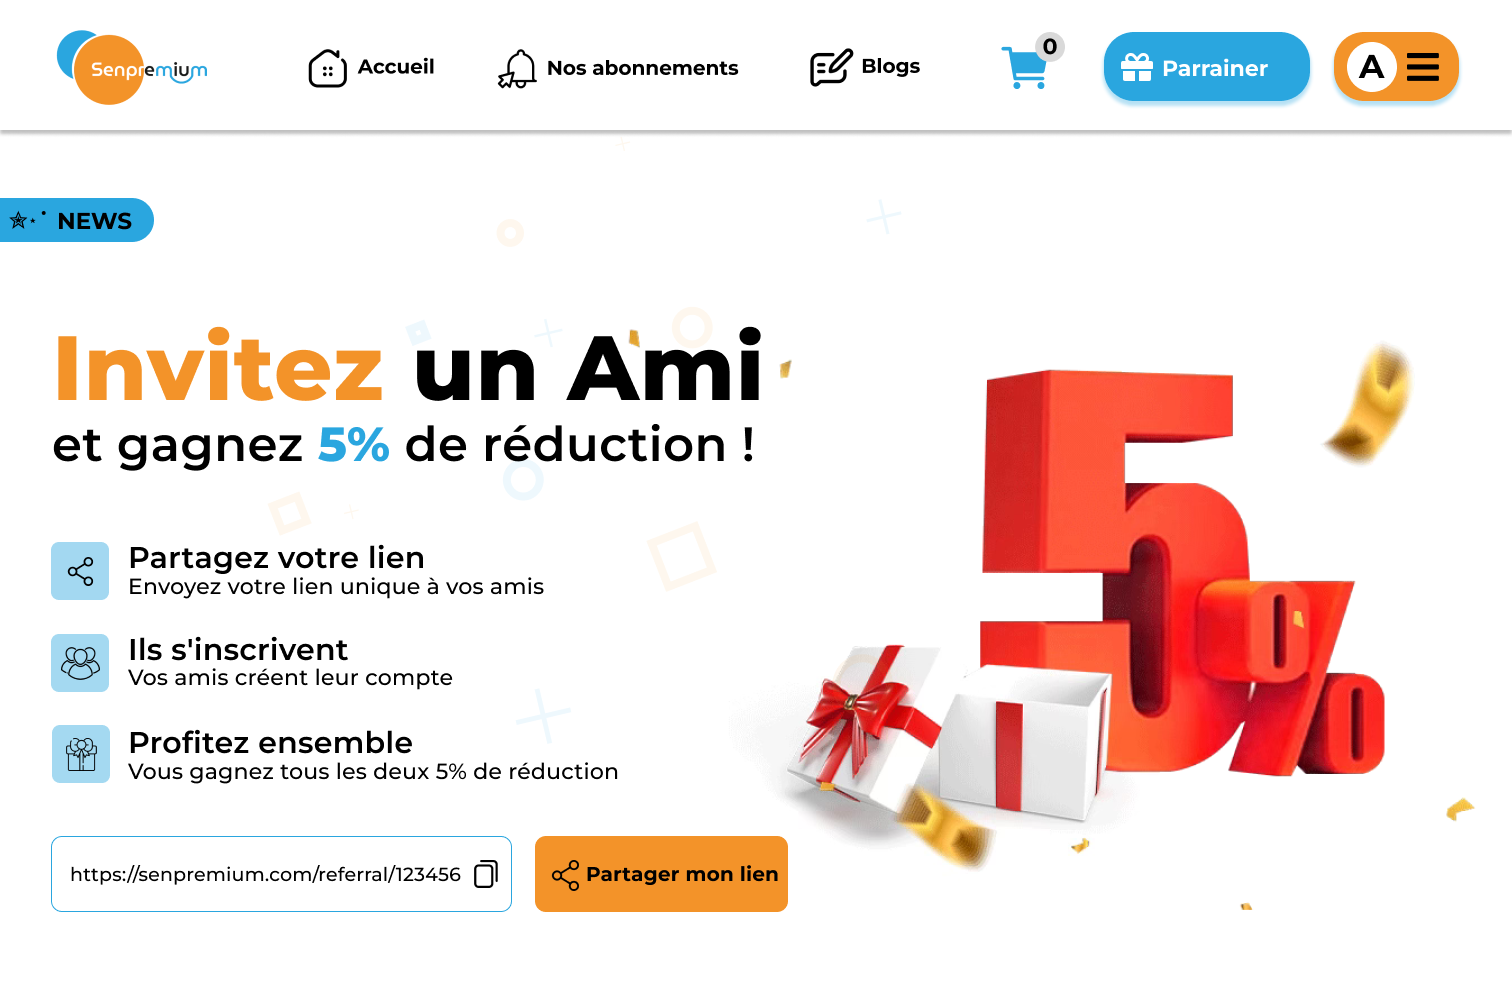 Senpremium
Accueil
Nos abonnements
Blogs
0
Parrainer
A
NEWS
Invitez un Ami
et gagnez 5% de réduction !
Partagez votre lien
Envoyez votre lien unique à vos amis
Ils s'inscrivent
Vos amis créent leur compte
Profitez ensemble
Vous gagnez tous les deux 5% de réduction
https://senpremium.com/referral/123456
Partager mon lien
5%